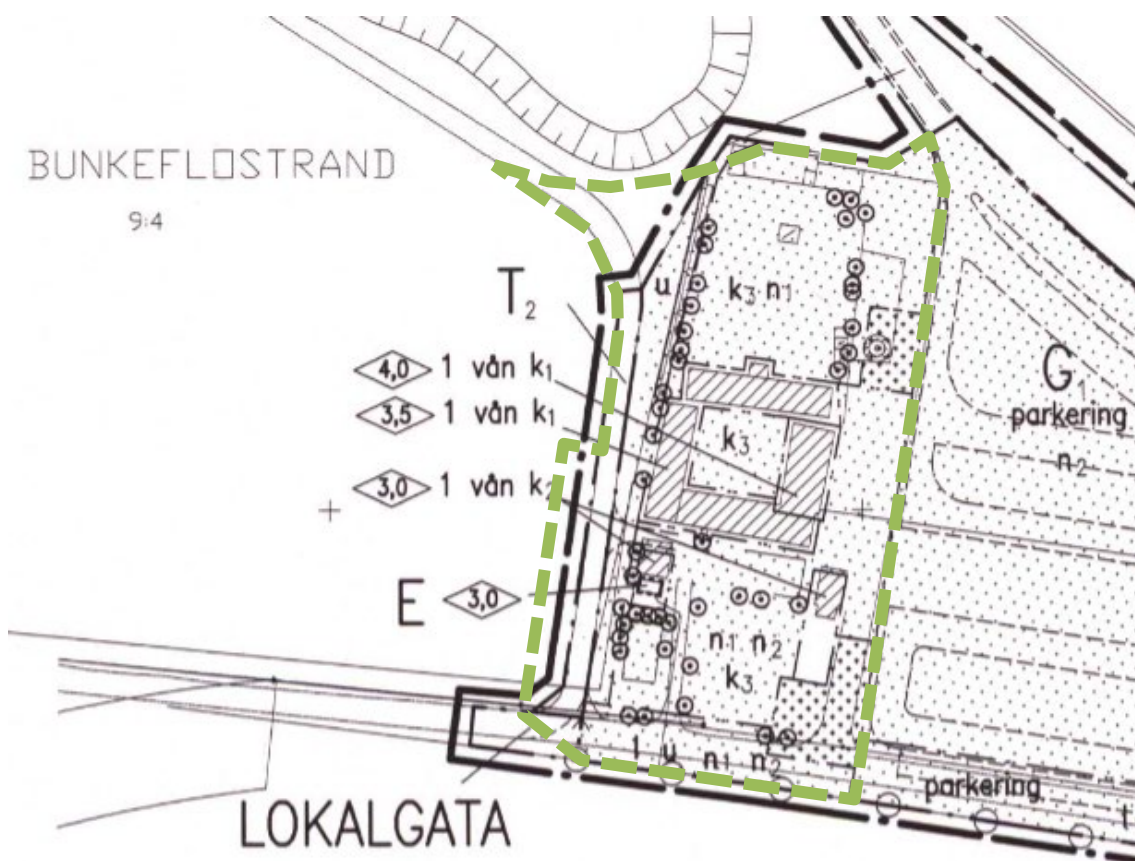 BUNKEFLOSTRAND
9:4
T2
u
k3 n1
4,0 1 vån k1
3,5 1 vån k1
k3
3,0 1 vån k2
G1
parkering
n2
E 3,0
n1 n2
k3
l u n1 n2
parkering
LOKALGATA